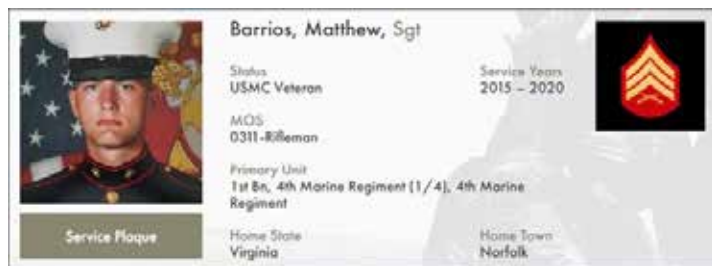 Barrios, Matthew, Sgt
Status
USMC Veteran
Service Years
2015 – 2020
MOS
0311-Rifleman
Primary Unit
1st Bn, 4th Marine Regiment (1/4), 4th Marine
Regiment
Service Plaque
Home State
Virginia
Home Town
Norfolk